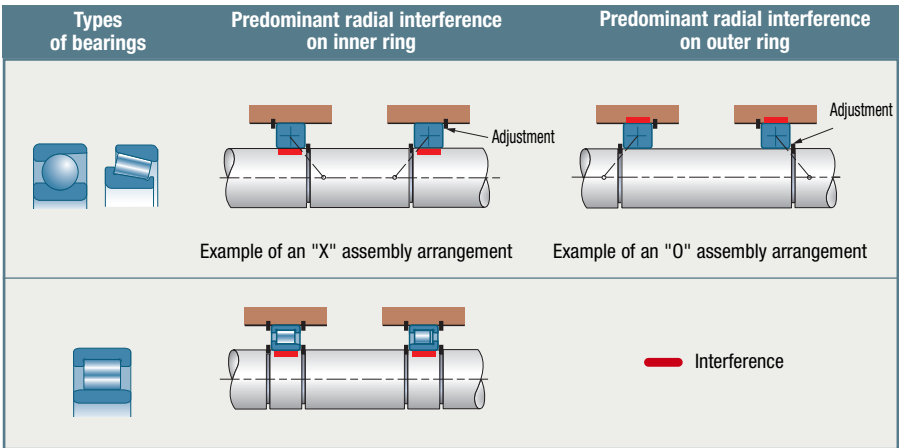 Types
of bearings
Predominant radial interference
on inner ring
Predominant radial interference
on outer ring
Adjustment
Adjustment
Example of an "X" assembly arrangement
Example of an "O" assembly arrangement
Interference